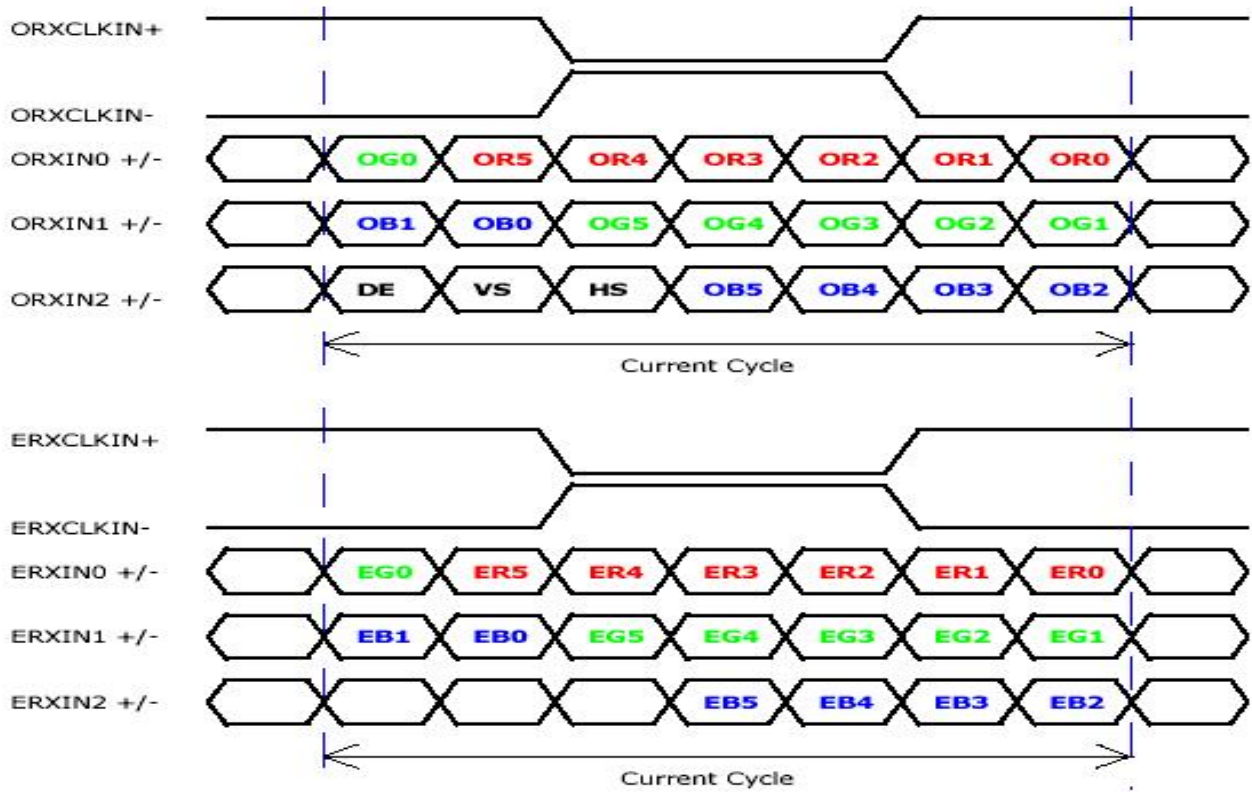 ORXCLKIN+
ORXCLKIN-
ORXIN0 +/- OG0 OR5 OR4 OR3 OR2 OR1 OR0
ORXIN1 +/- OB1 OB0 OG5 OG4 OG3 OG2 OG1
ORXIN2 +/- DE VS HS OB5 OB4 OB3 OB2
Current Cycle
ERXCLKIN+
ERXCLKIN-
ERXIN0 +/- EG0 ER5 ER4 ER3 ER2 ER1 ER0
ERXIN1 +/- EB1 EB0 EG5 EG4 EG3 EG2 EG1
ERXIN2 +/- EB5 EB4 EB3 EB2
Current Cycle